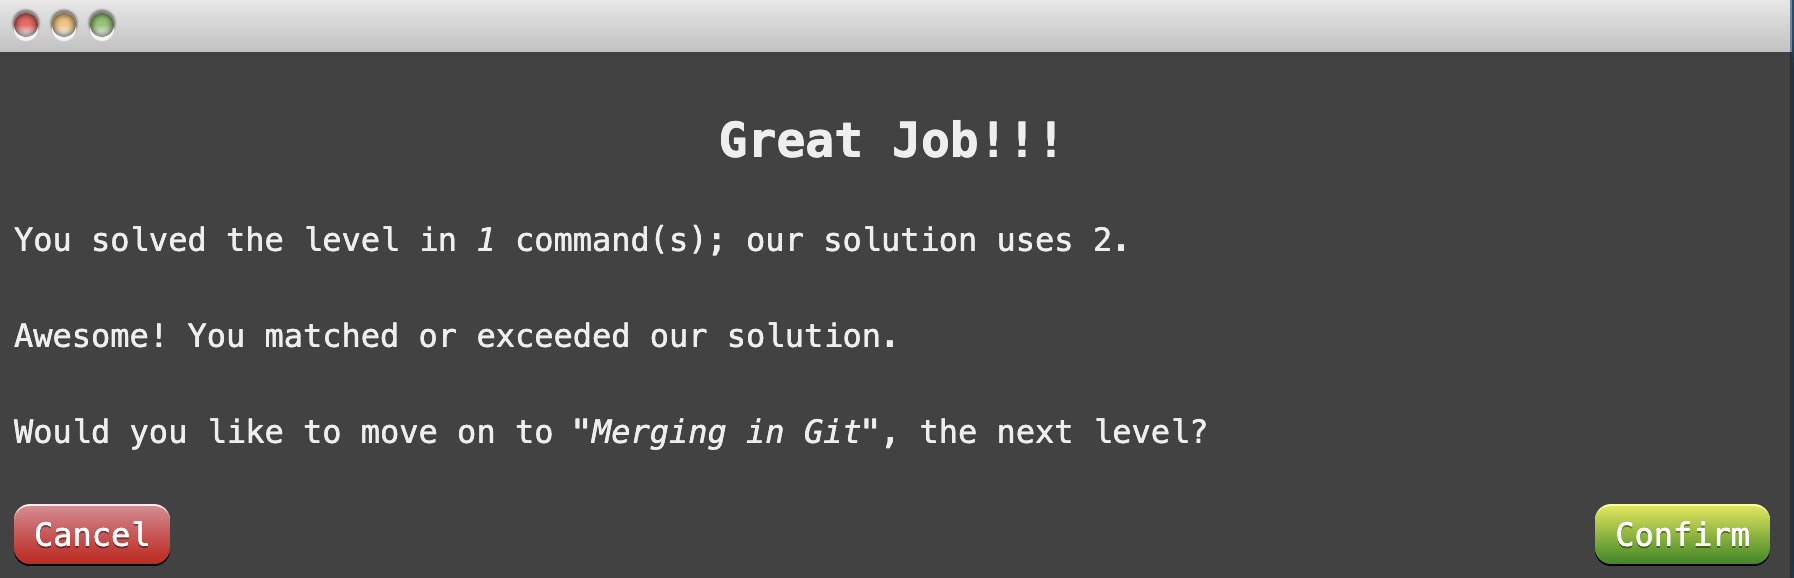 Great Job!!!
You solved the level in 1 command(s); our solution uses 2.
Awesome! You matched or exceeded our solution.
Would you like to move on to "Merging in Git", the next level?
Cancel
Confirm